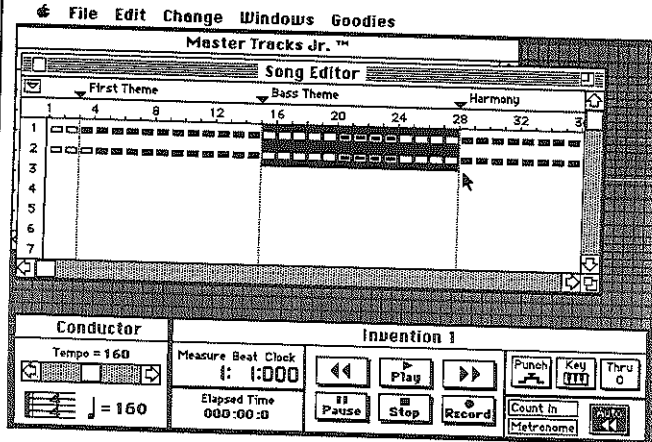 File Edit Change Windows Goodies
Master Tracks Jr. ™
Song Editor
First Theme Bass Theme Harmony
1 4 8 12 16 20 24 28 32
1
2
3
4
5
6
7
Conductor
Tempo = 160
= 160
Invention 1
Measure Beat Clock
1: 1:000
Elapsed Time
000:00:0
Play
Pause Stop Record
Punch Key Thru
Count In
Metronome